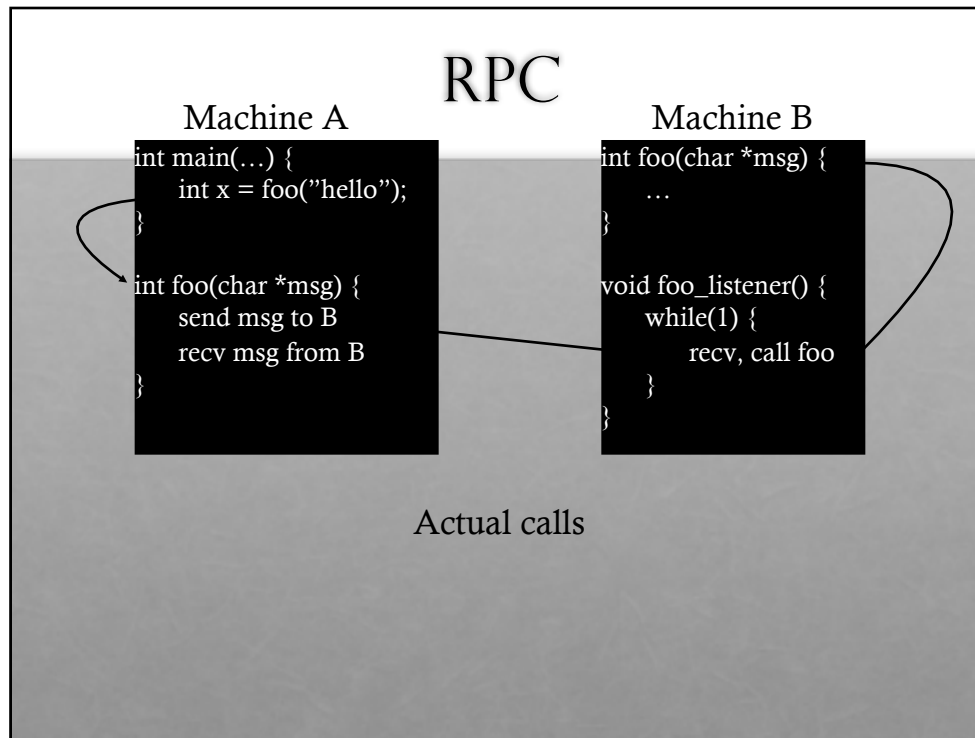 RPC
Machine A
int main(…) {
int x = foo(”hello”);
}
int foo(char *msg) {
send msg to B
recv msg from B
}
Machine B
int foo(char *msg) {
…
}
void foo_listener() {
while(1) {
recv, call foo
}
}
Actual calls